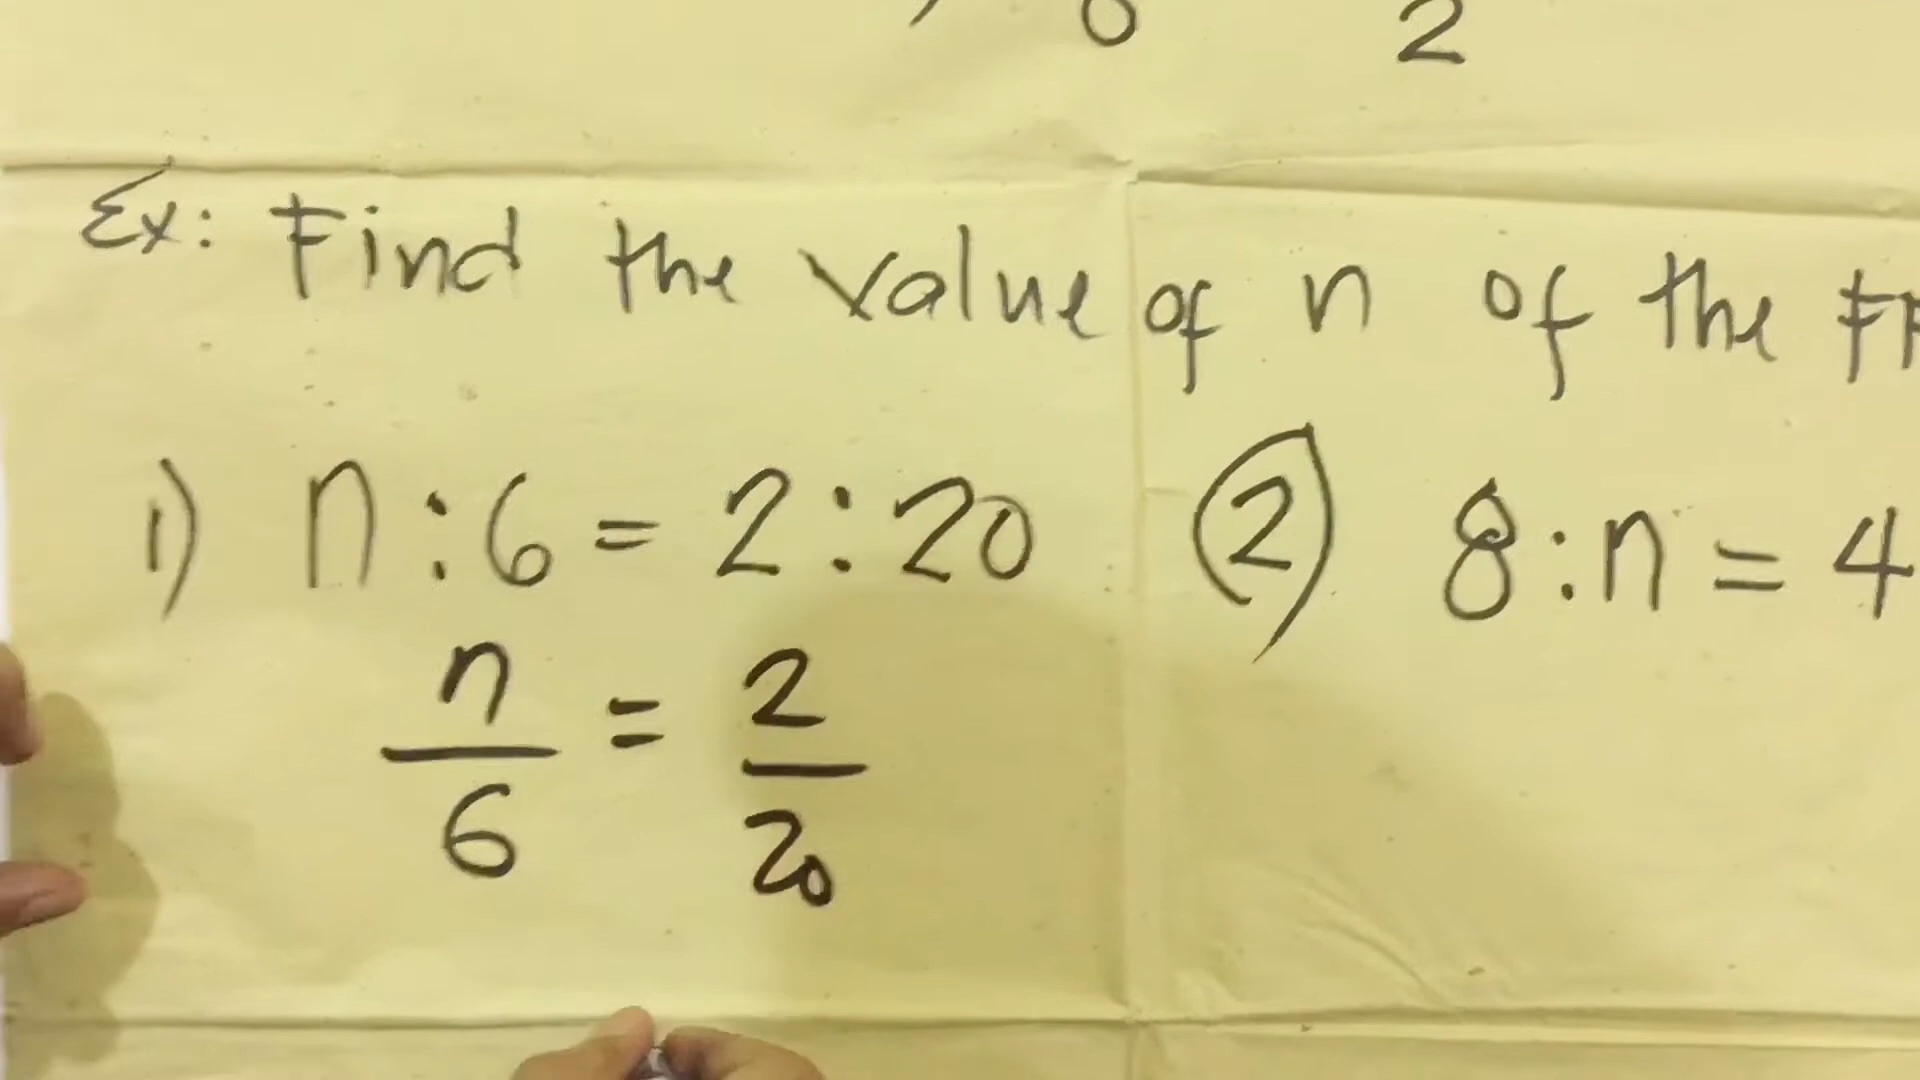 2
Ex: Find the value of n of the
1) n : 6 = 2 : 20
(2) 8 : n = 4
n/6 = 2/20